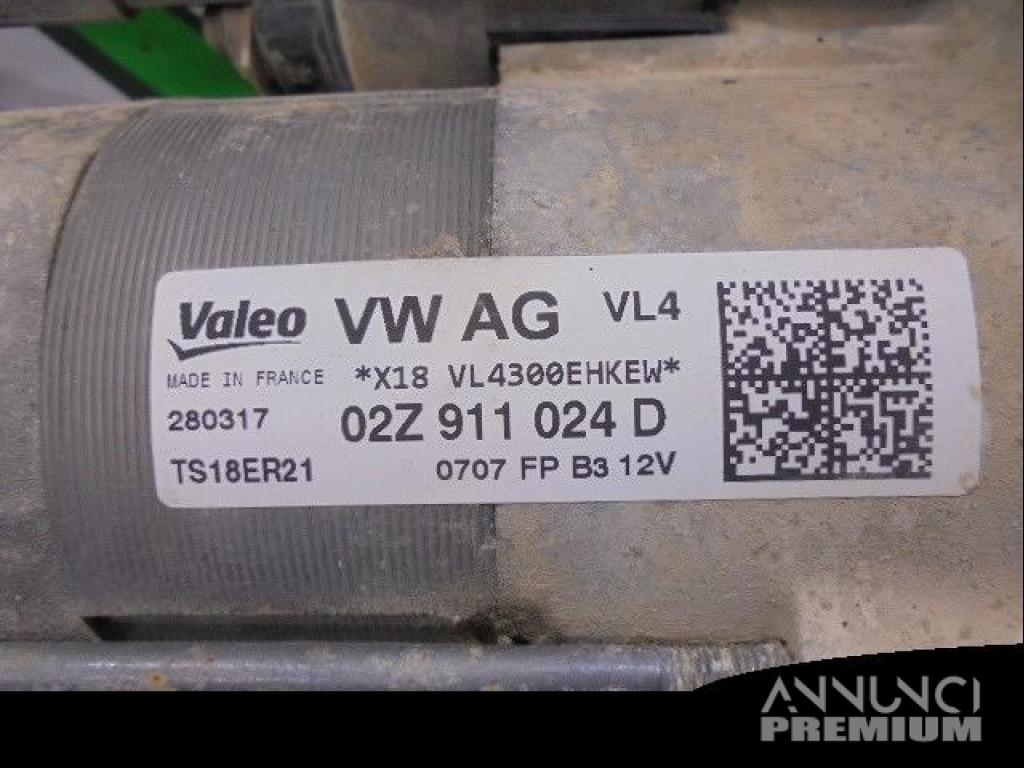 Valeo VW AG VL4
MADE IN FRANCE *X18 VL4300EHKEW*
280317 02Z 911 024 D
TS18ER21 0707 FP B3 12V
ANNUNCI
PREMIUM